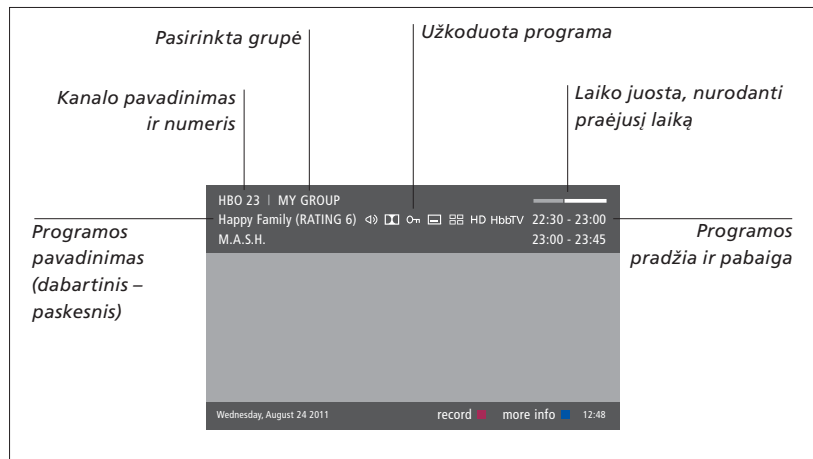 Pasirinkta grupė
Užkoduota programa
Kanalo pavadinimas
ir numeris
Laiko juosta, nurodanti
praėjusį laiką
HBO 23 | MY GROUP
Happy Family (RATING 6) HD HbbTV 22:30 - 23:00
M.A.S.H. 23:00 - 23:45
Programos
pavadinimas
(dabartinis –
paskesnis)
Programos
pradžia ir pabaiga
Wednesday, August 24 2011 record more info 12:48